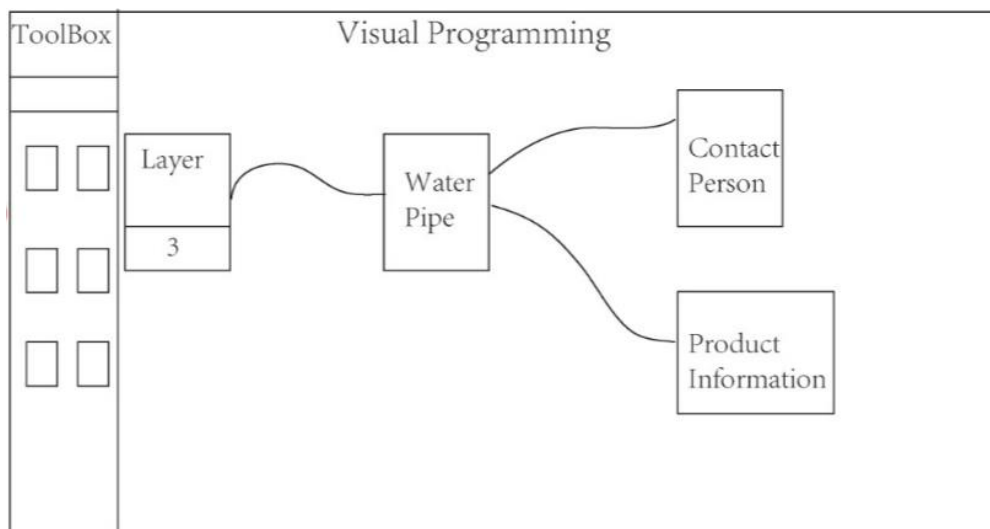 ToolBox
Visual Programming
Layer
3
Water
Pipe
Contact
Person
Product
Information